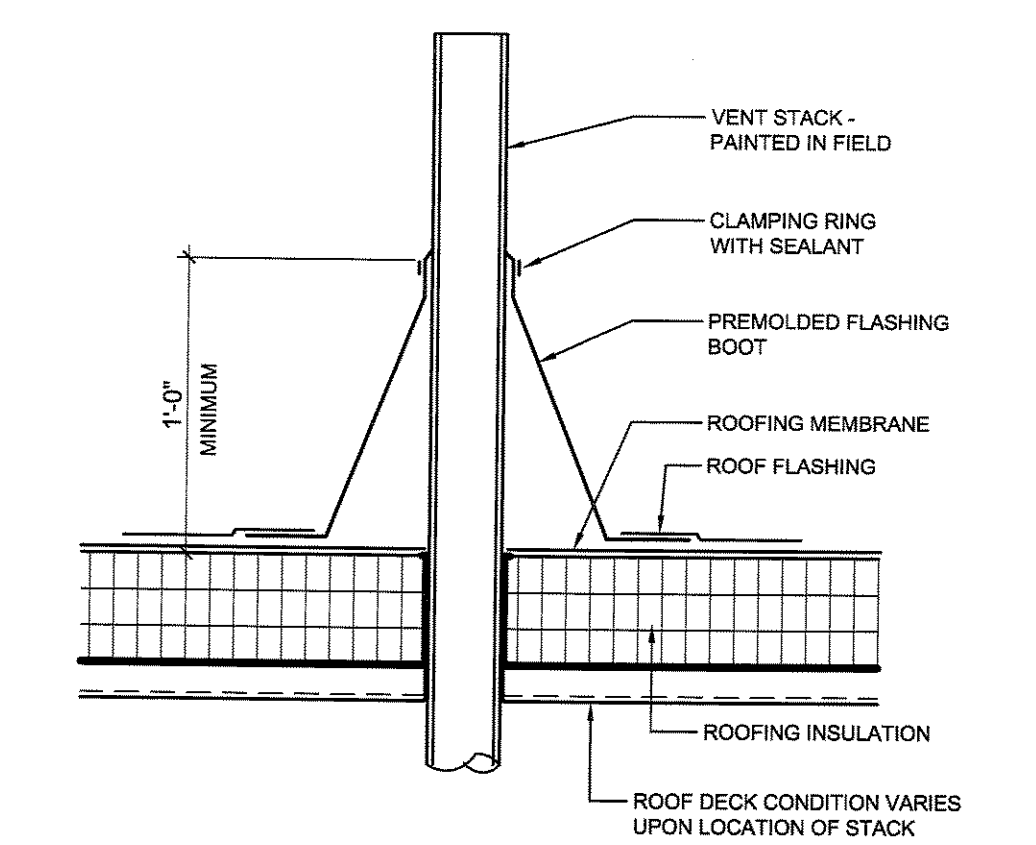 VENT STACK -
PAINTED IN FIELD
CLAMPING RING
WITH SEALANT
PREMOLDED FLASHING
BOOT
1'-0"
MINIMUM
ROOFING MEMBRANE
ROOF FLASHING
ROOFING INSULATION
ROOF DECK CONDITION VARIES
UPON LOCATION OF STACK